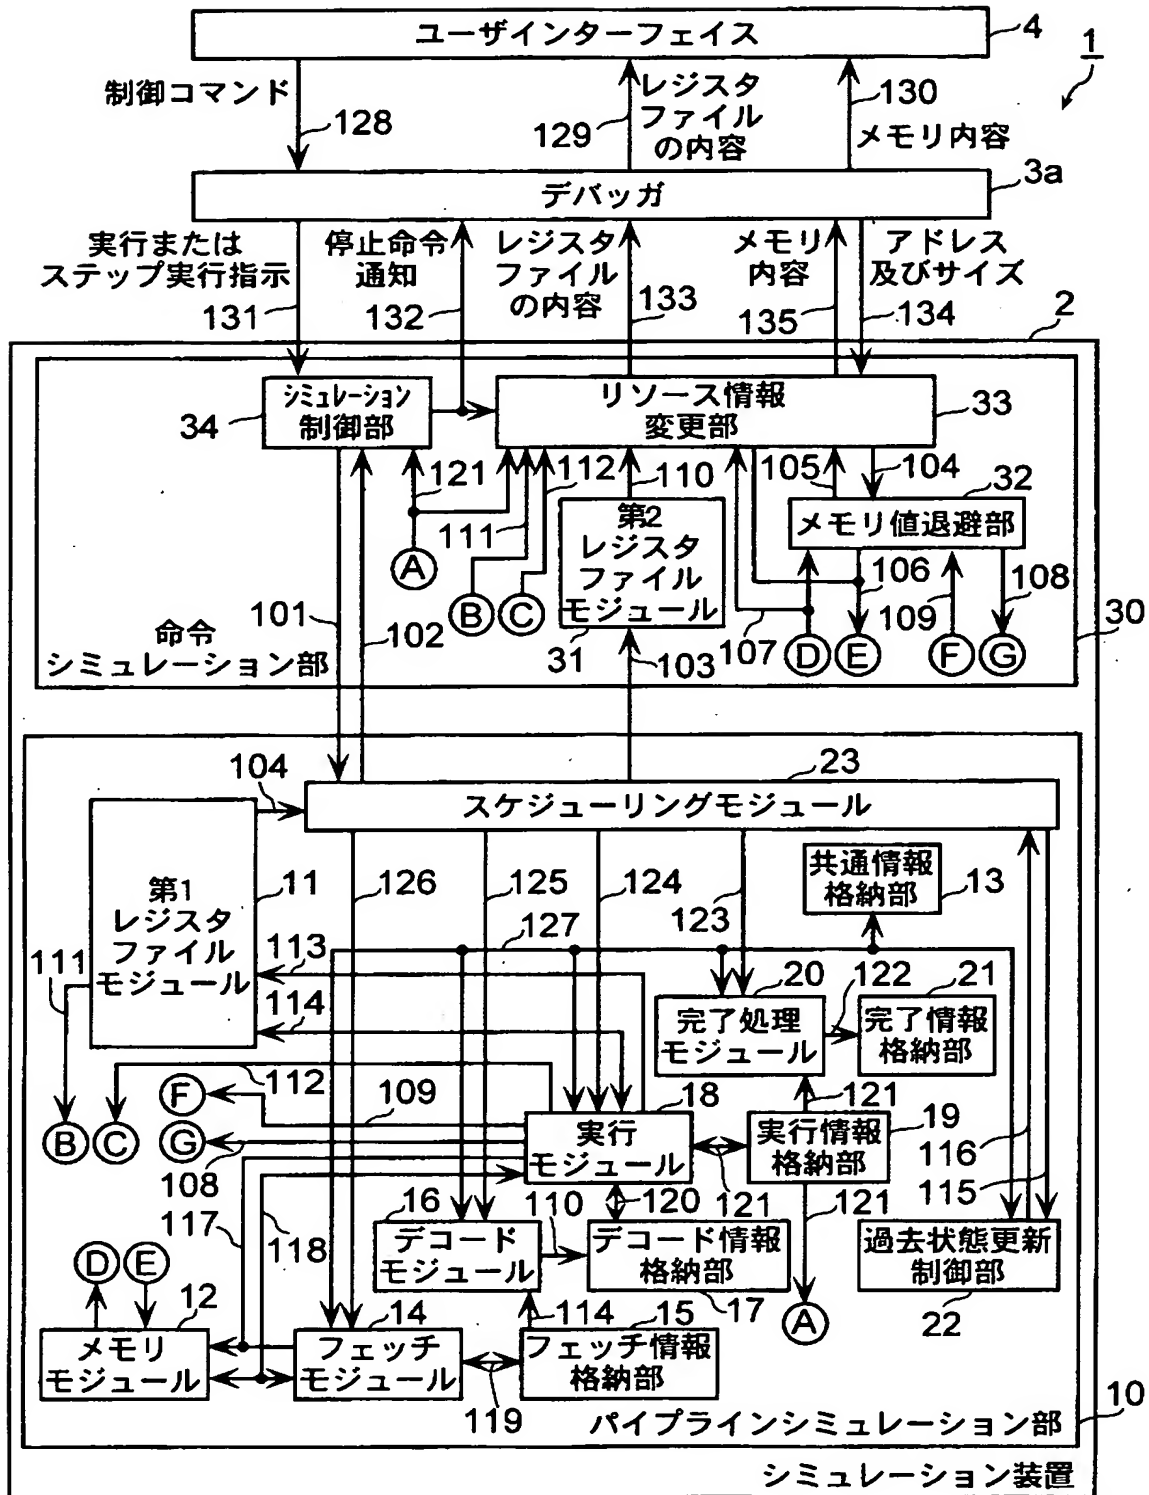 ユーザインターフェイス
4
1
制御コマンド
128
129
レジスタ
ファイル
の内容
130
メモリ内容
3a
デバッガ
実行または
ステップ実行指示
131
停止命令
通知
132
レジスタ
ファイル
の内容
133
メモリ
内容
135
アドレス
及びサイズ
134
2
シミュレーション
制御部
34
リソース情報
変更部
33
121
111
112
110
105
104
32
第2
レジスタ
ファイル
モジュール
31
メモリ値退避部
A
B
C
107
106
109
108
D
E
F
G
30
101
102
103
命令
シミュレーション部
104
23
スケジューリングモジュール
第1
レジスタ
ファイル
モジュール
11
126
125
124
123
共通情報
格納部
13
127
111
113
114
20
122
21
完了処理
モジュール
完了情報
格納部
112
F
109
18
121
19
B
C
G
108
実行
モジュール
実行情報
格納部
116
115
117
118
16
110
120
121
121
デコード
モジュール
デコード情報
格納部
17
過去状態更新
制御部
22
D
E
12
14
114
15
A
メモリ
モジュール
フェッチ
モジュール
フェッチ情報
格納部
119
10
パイプラインシミュレーション部
シミュレーション装置